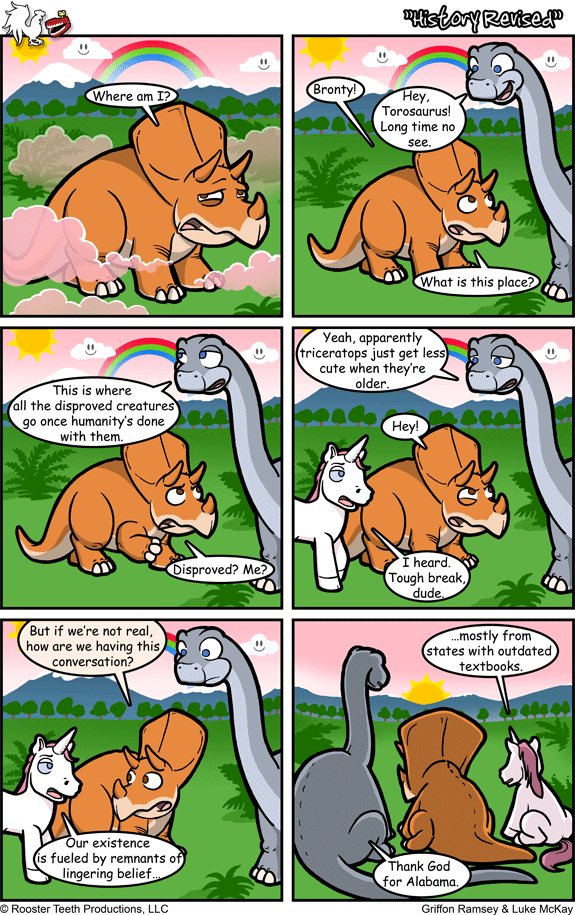 "History Revised"
Where am I?
Bronty!
Hey,
Torosaurus!
Long time no
see.
What is this place?
This is where
all the disproved creatures
go once humanity's done
with them.
Disproved? Me?
Yeah, apparently
triceratops just get less
cute when they're
older.
Hey!
I heard.
Tough break,
dude.
But if we're not real,
how are we having this
conversation?
Our existence
is fueled by remnants of
lingering belief...
...mostly from
states with outdated
textbooks.
Thank God
for Alabama.
© Rooster Teeth Productions, LLC
Griffon Ramsey & Luke McKay